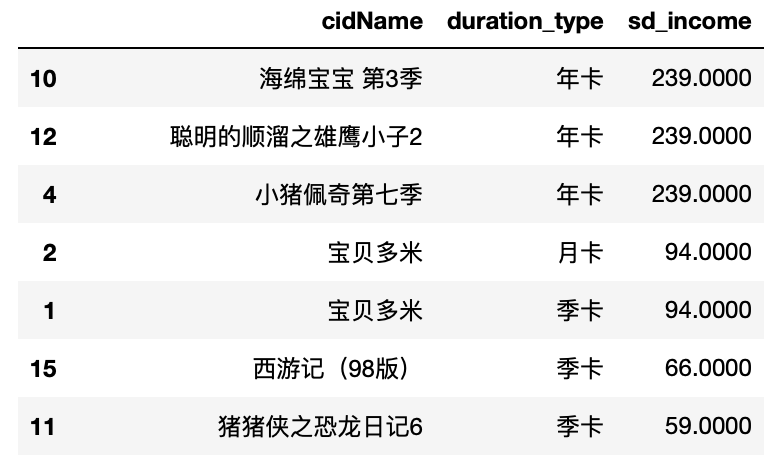 cidName duration_type sd_income
10 海绵宝宝 第3季 年卡 239.0000
12 聪明的顺溜之雄鹰小子2 年卡 239.0000
4 小猪佩奇第七季 年卡 239.0000
2 宝贝多米 月卡 94.0000
1 宝贝多米 季卡 94.0000
15 西游记（98版） 季卡 66.0000
11 猪猪侠之恐龙日记6 季卡 59.0000